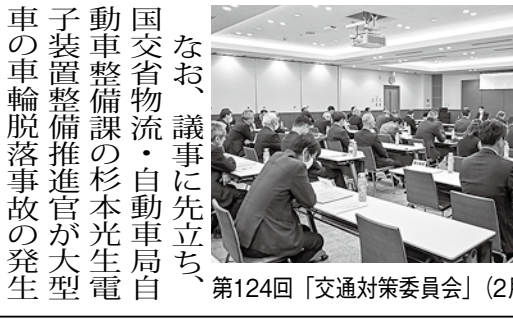 なお、議事に先立ち、
国交省物流・自動車局自
動車整備課の杉本光生電
子装置整備推進官が大型
車の車輪脱落事故の発生
第124回「交通対策委員会」(2月